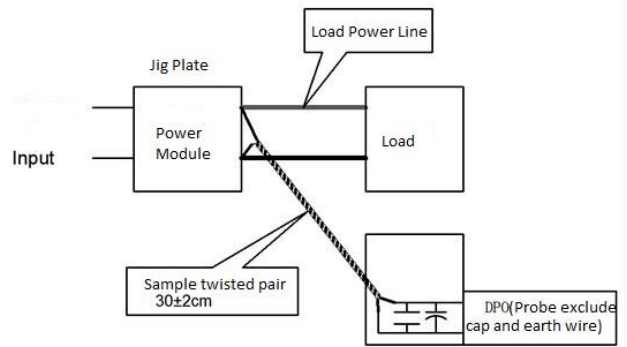 Load Power Line
Jig Plate
Power
Module
Load
Input
Sample twisted pair
30±2cm
DPO(Probe exclude
cap and earth wire)